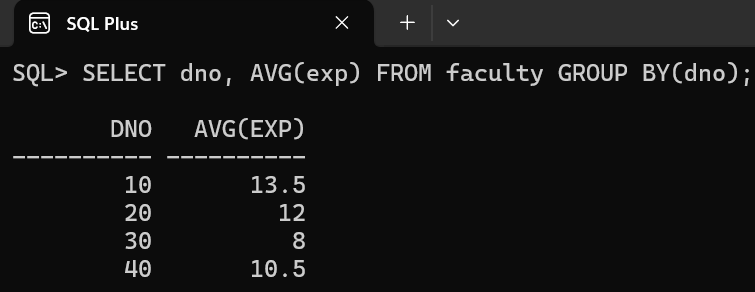 SQL Plus
SQL> SELECT dno, AVG(exp) FROM faculty GROUP BY(dno);
DNO AVG(EXP)
---------- ----------
10 13.5
20 12
30 8
40 10.5